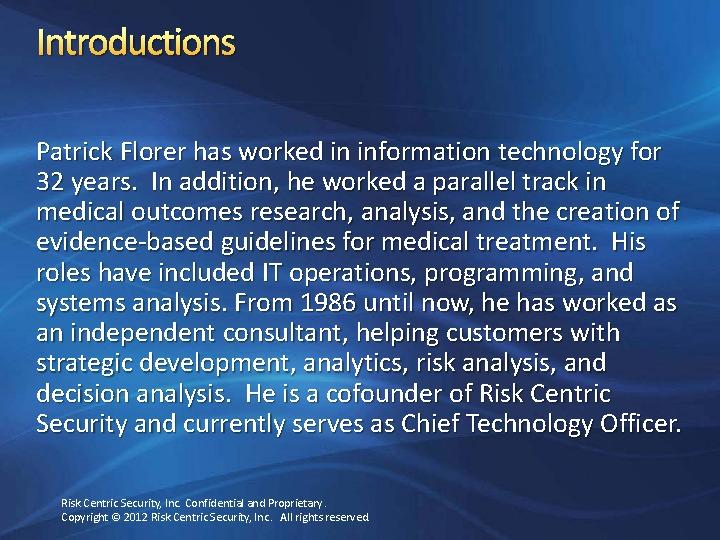 Introductions
Patrick Florer has worked in information technology for
32 years.  In addition, he worked a parallel track in
medical outcomes research, analysis, and the creation of
evidence-based guidelines for medical treatment.  His
roles have included IT operations, programming, and
systems analysis. From 1986 until now, he has worked as
an independent consultant, helping customers with
strategic development, analytics, risk analysis, and
decision analysis.  He is a cofounder of Risk Centric
Security and currently serves as Chief Technology Officer.
Risk Centric Security, Inc. Confidential and Proprietary .
Copyright © 2012 Risk Centric Security, Inc .   All rights reserved.